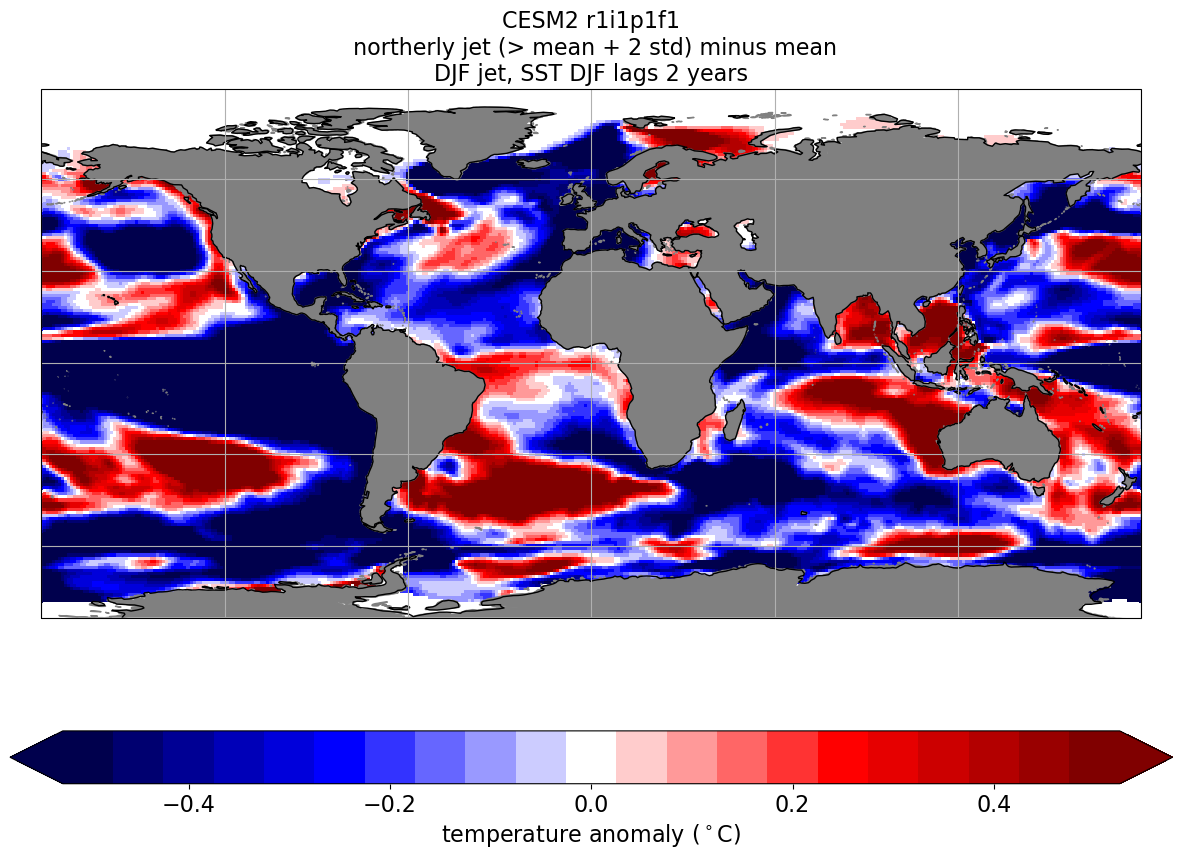 CESM2 r1i1p1f1
northerly jet (> mean + 2 std) minus mean
DJF jet, SST DJF lags 2 years
−0.4 −0.2 0.0 0.2 0.4
temperature anomaly (°C)